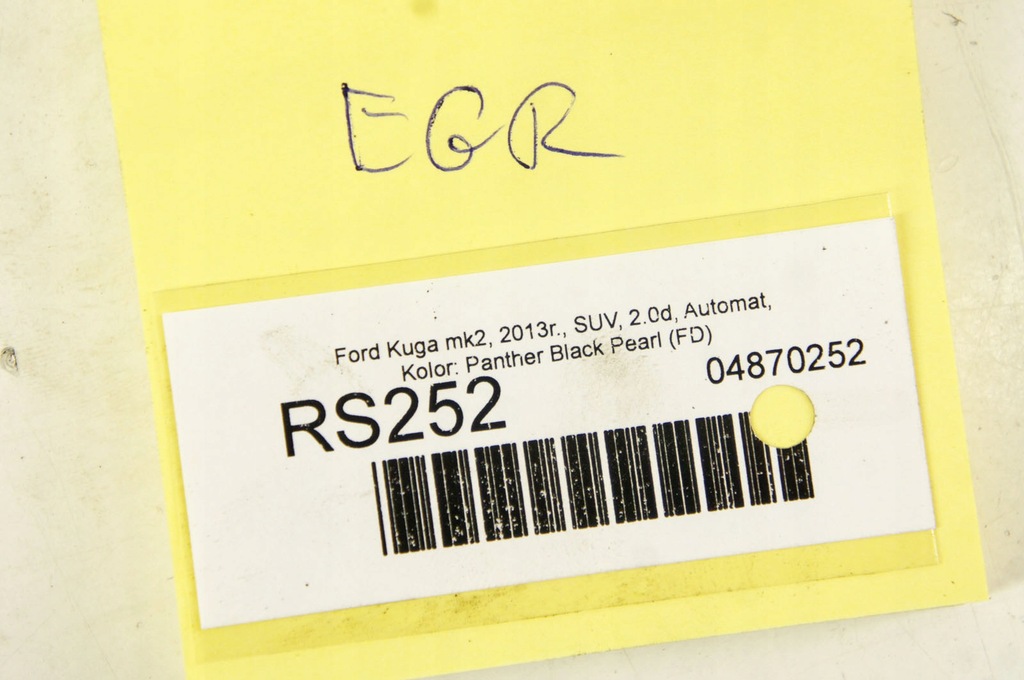 EGR
Ford Kuga mk2, 2013r., SUV, 2.0d, Automat,
Kolor: Panther Black Pearl (FD)
04870252
RS252